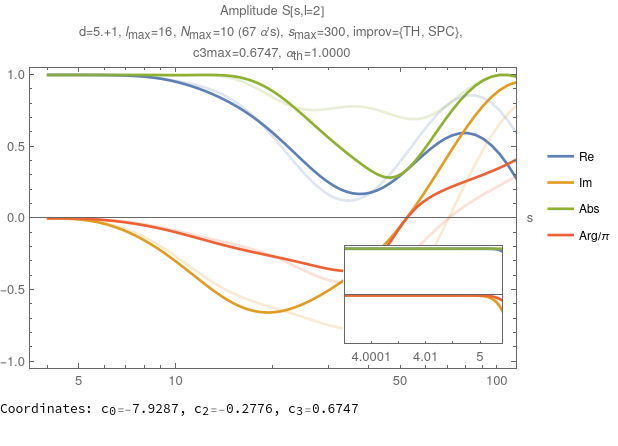 Amplitude S[s,l=2]
d=5.+1, lmax=16, Nmax=10 (67 α's), smax=300, improv={TH, SPC},
c3max=0.6747, αth=1.0000
1.0
0.5
0.0
−0.5
−1.0
5
10
50
100
s
4.0001
4.01
5
Re
Im
Abs
Arg/π
Coordinates: c0=-7.9287, c2=-0.2776, c3=0.6747